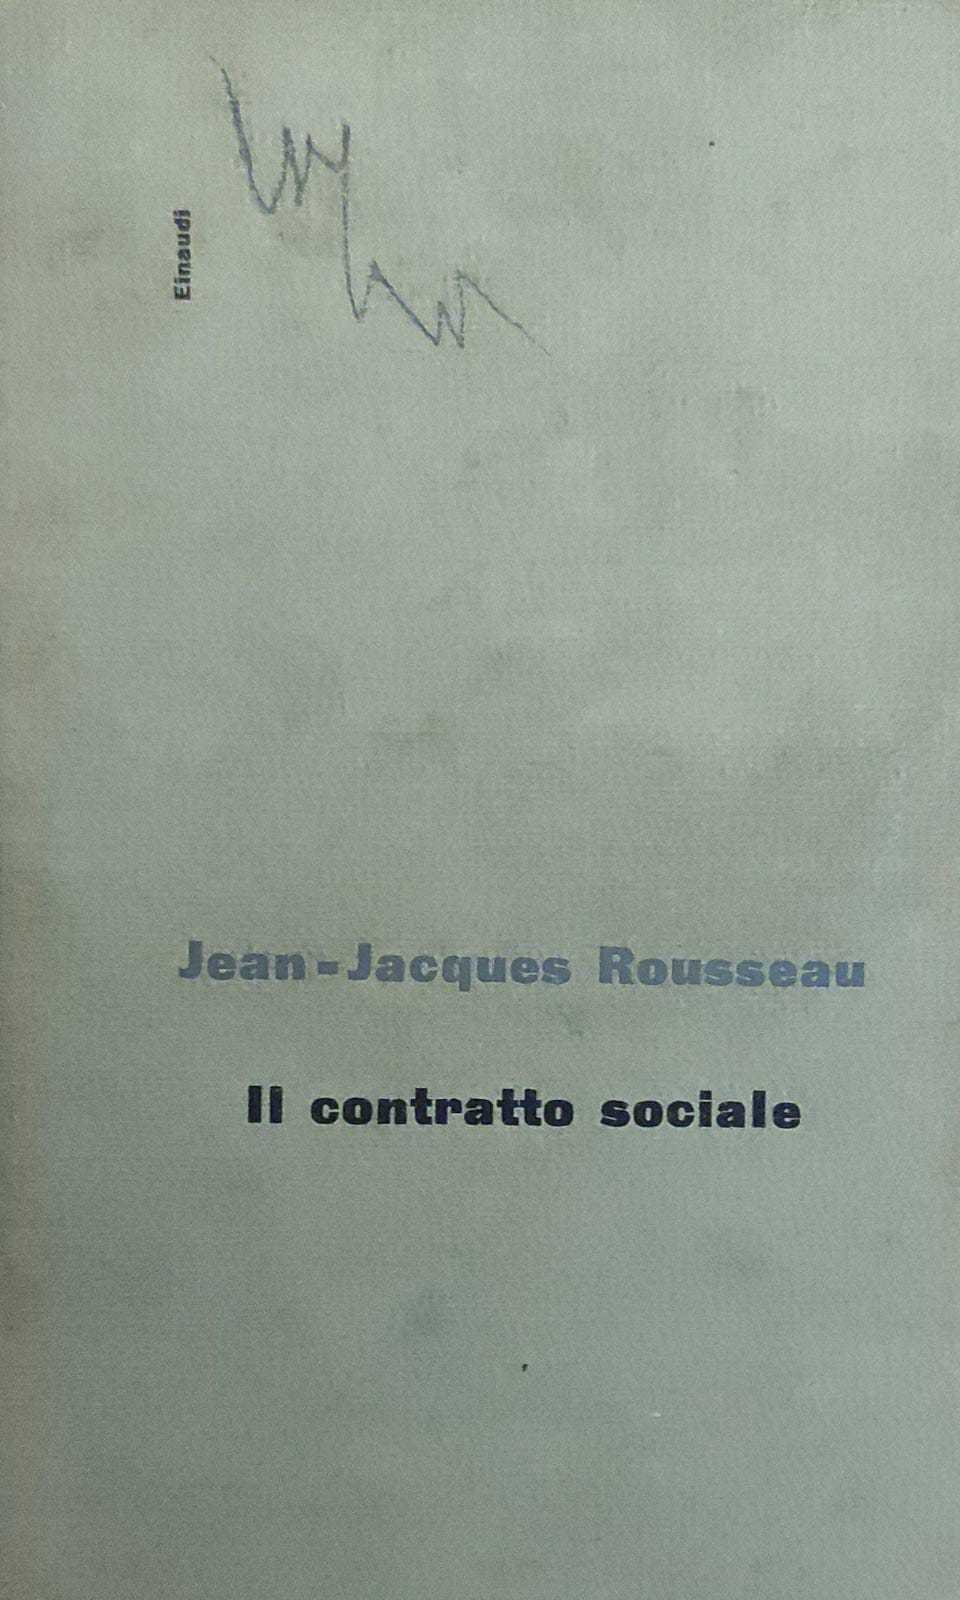 Einaudi
Jean-Jacques Rousseau
Il contratto sociale